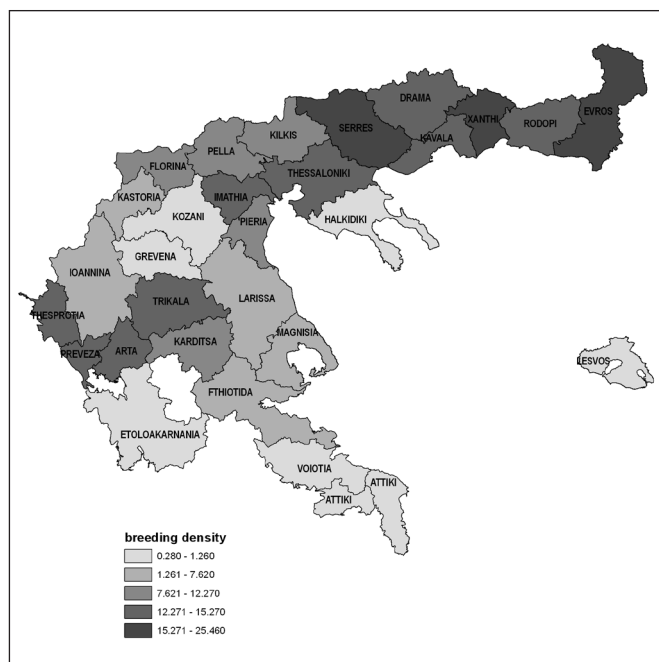 DRAMA
EVROS
XANTHI
SERRES
RODOPI
KILKIS
KAVALA
PELLA
THESSALONIKI
FLORINA
KASTORIA
IMATHIA
KOZANI
PIERIA
HALKIDIKI
GREVENA
IOANNINA
LARISSA
TRIKALA
THESPROTIA
MAGNISIA
KARDITSA
PREVEZA
ARTA
LESVOS
FTHIOTIDA
ETOLOAKARNANIA
VOIOTIA
ATTIKI
ATTIKI
breeding density
0.280 - 1.260
1.261 - 7.620
7.621 - 12.270
12.271 - 15.270
15.271 - 25.460